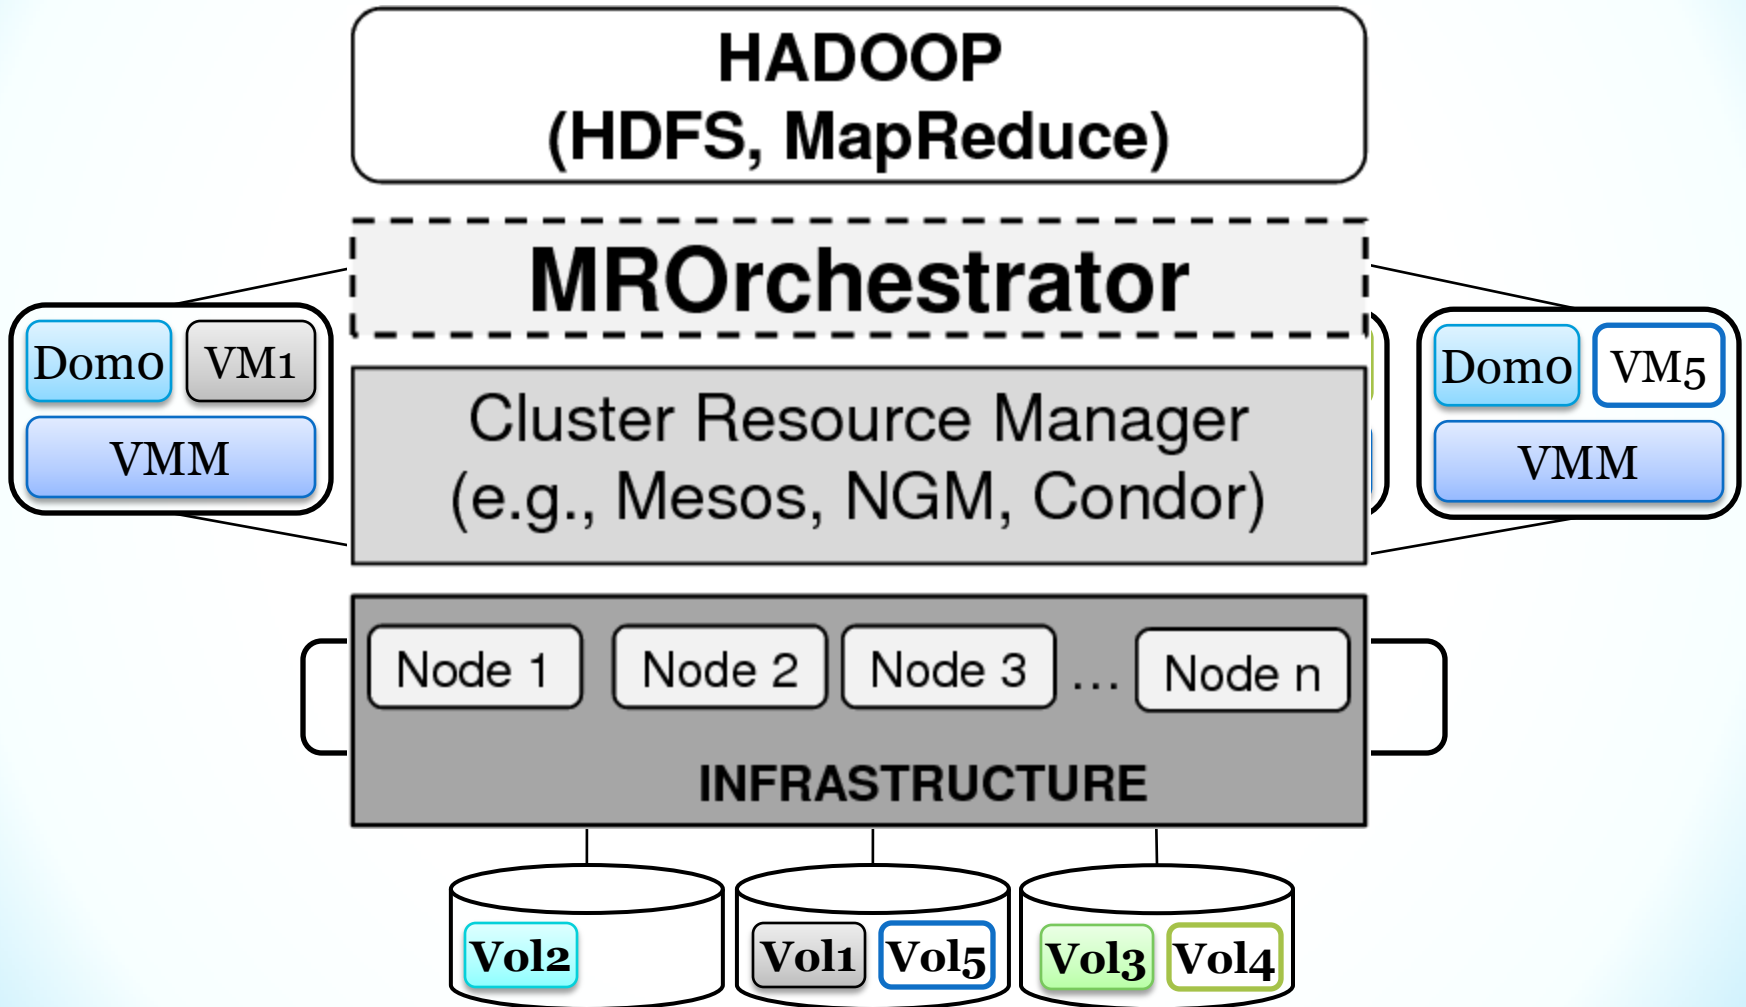 HADOOP
(HDFS, MapReduce)
MROrchestrator
Dom0 VM1
VMM
Cluster Resource Manager
(e.g., Mesos, NGM, Condor)
Dom0 VM5
VMM
Node 1 Node 2 Node 3 ... Node n
INFRASTRUCTURE
Vol2 Vol1 Vol5 Vol3 Vol4